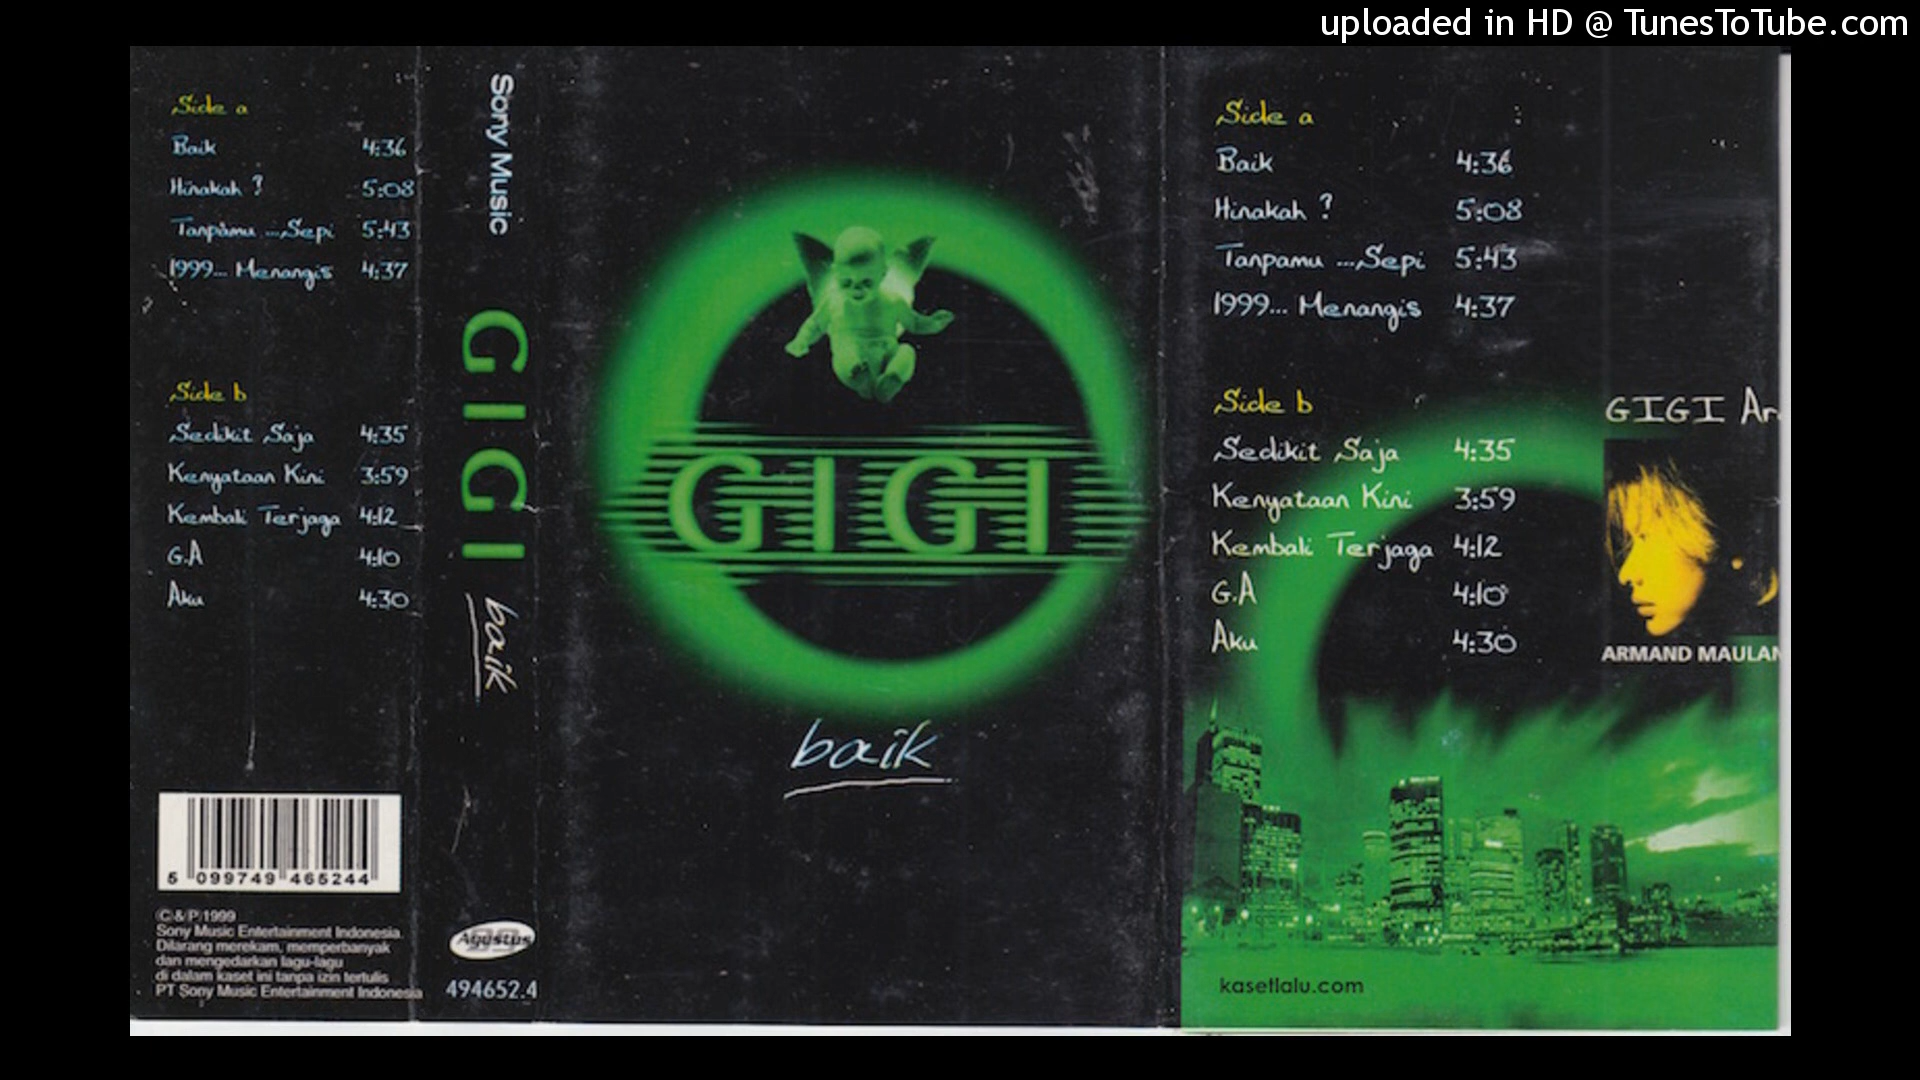 uploaded in HD @ TunesToTube.com
Side a
Baik 4:36
Hinakah ? 5:08
Tanpamu ...Sepi 5:43
1999... Menangis 4:37
Side b
Sedikit Saja 4:35
Kenyataan Kini 3:59
Kembali Terjaga 4:12
G.A 4:10
Aku 4:30
5 099749 465244
C & P 1999
Sony Music Entertainment Indonesia
Dilarang merekam, memperbanyak
dan mengedarkan lagu-lagu
di dalam kaset ini tanpa izin tertulis
PT Sony Music Entertainment Indonesia
Sony Music
GIGI
baik
Agustus
494652.4
GIGI
baik
Side a
Baik 4:36
Hinakah ? 5:08
Tanpamu ...Sepi 5:43
1999... Menangis 4:37
Side b
Sedikit Saja 4:35
Kenyataan Kini 3:59
Kembali Terjaga 4:12
G.A 4:10
Aku 4:30
GIGI Ar
ARMAND MAULAN
kasetlalu.com